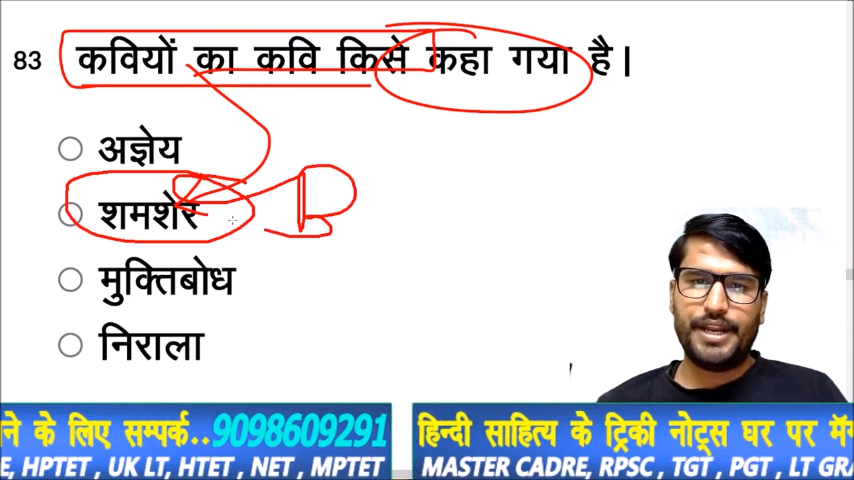 83 कवियों का कवि किसे कहा गया है।
अज्ञेय
शमशेर
मुक्तिबोध
निराला
B
ने के लिए सम्पर्क..9098609291
E, HPTET , UK LT, HTET , NET , MPTET
हिन्दी साहित्य के ट्रिकी नोट्स घर पर मॅग
MASTER CADRE, RPSC , TGT , PGT , LT GRA